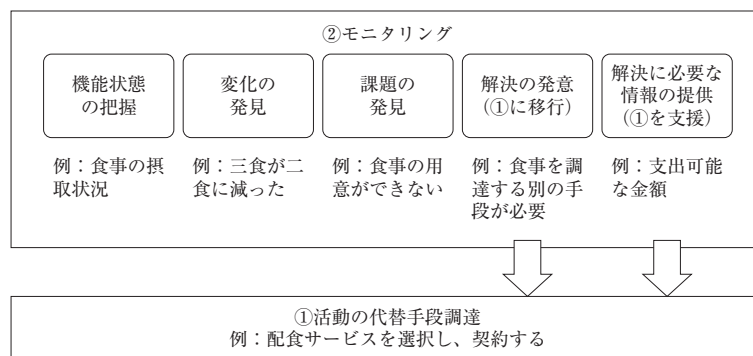 ②モニタリング
機能状態
の把握
変化の
発見
課題の
発見
解決の発意
(①に移行)
解決に必要な
情報の提供
(①を支援)
例：食事の摂
取状況
例：三食が二
食に減った
例：食事の用
意ができない
例：食事を調
達する別の手
段が必要
例：支出可能
な金額
①活動の代替手段調達
例：配食サービスを選択し、契約する